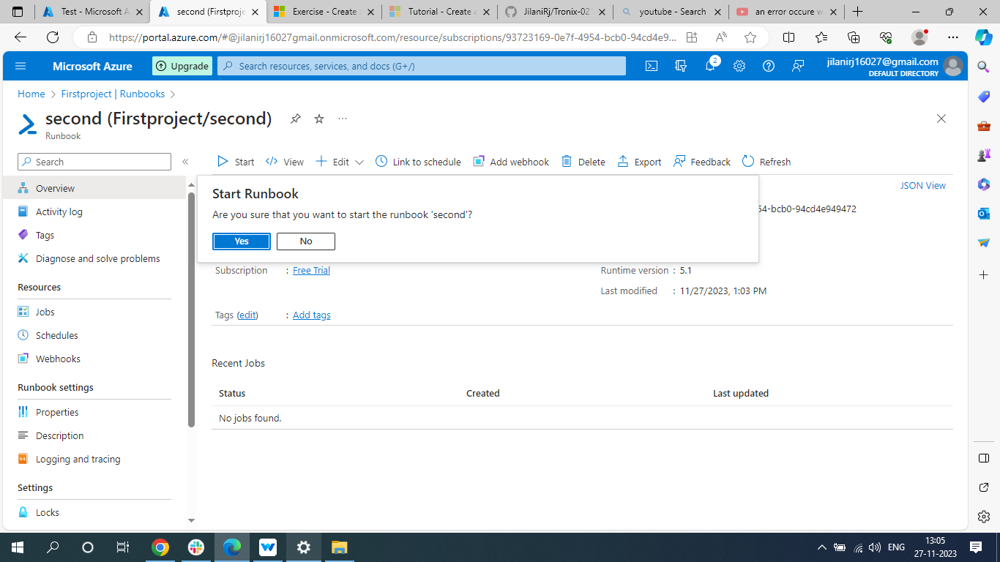 Test - Microsoft A
second (Firstproje
Exercise - Create
Tutorial - Create a
JilaniRj/Tronix-02
youtube - Search
an error occure w
https://portal.azure.com/#@jilanirj16027gmail.onmicrosoft.com/resource/subscriptions/93723169-0e7f-4954-bcb0-94cd4e9...
Microsoft Azure
Upgrade
Search resources, services, and docs (G+/)
2
jilanirj16027@gmail.com
DEFAULT DIRECTORY
Home > Firstproject | Runbooks >
second (Firstproject/second)
Runbook
Search
Start
View
Edit
Link to schedule
Add webhook
Delete
Export
Feedback
Refresh
Overview
Activity log
Tags
Diagnose and solve problems
Resources
Jobs
Schedules
Webhooks
Runbook settings
Properties
Description
Logging and tracing
Settings
Locks
JSON View
Start Runbook
Are you sure that you want to start the runbook 'second'?
Yes
No
54-bcb0-94cd4e949472
Subscription : Free Trial
Runtime version : 5.1
Last modified : 11/27/2023, 1:03 PM
Tags (edit) : Add tags
Recent Jobs
Status Created Last updated
No jobs found.
ENG
13:05
27-11-2023